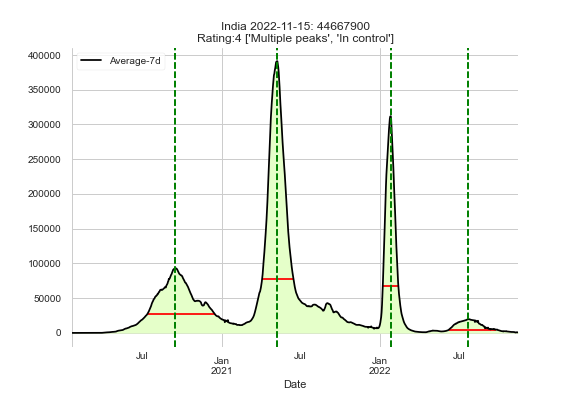 India 2022-11-15: 44667900
Rating:4 ['Multiple peaks', 'In control']
Average-7d
400000
350000
300000
250000
200000
150000
100000
50000
0
Jul
Jan
2021
Jul
Jan
2022
Jul
Date